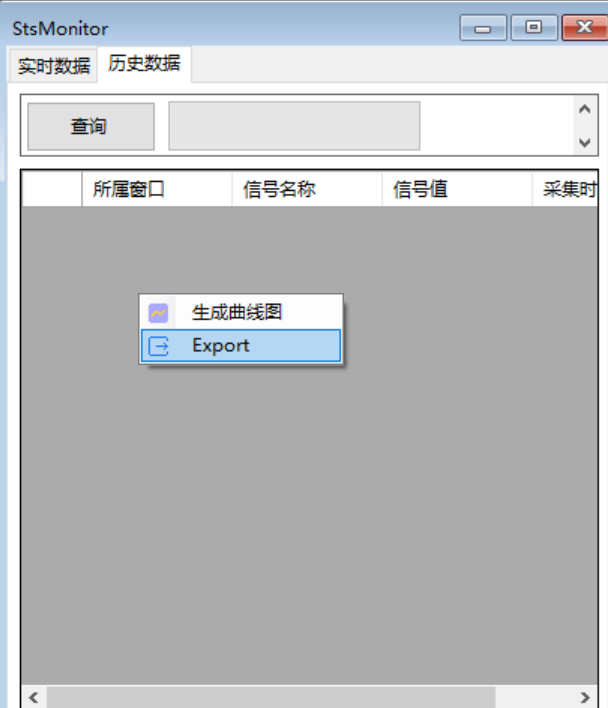 StsMonitor
实时数据 历史数据
查询
所属窗口 信号名称 信号值 采集时
生成曲线图
Export